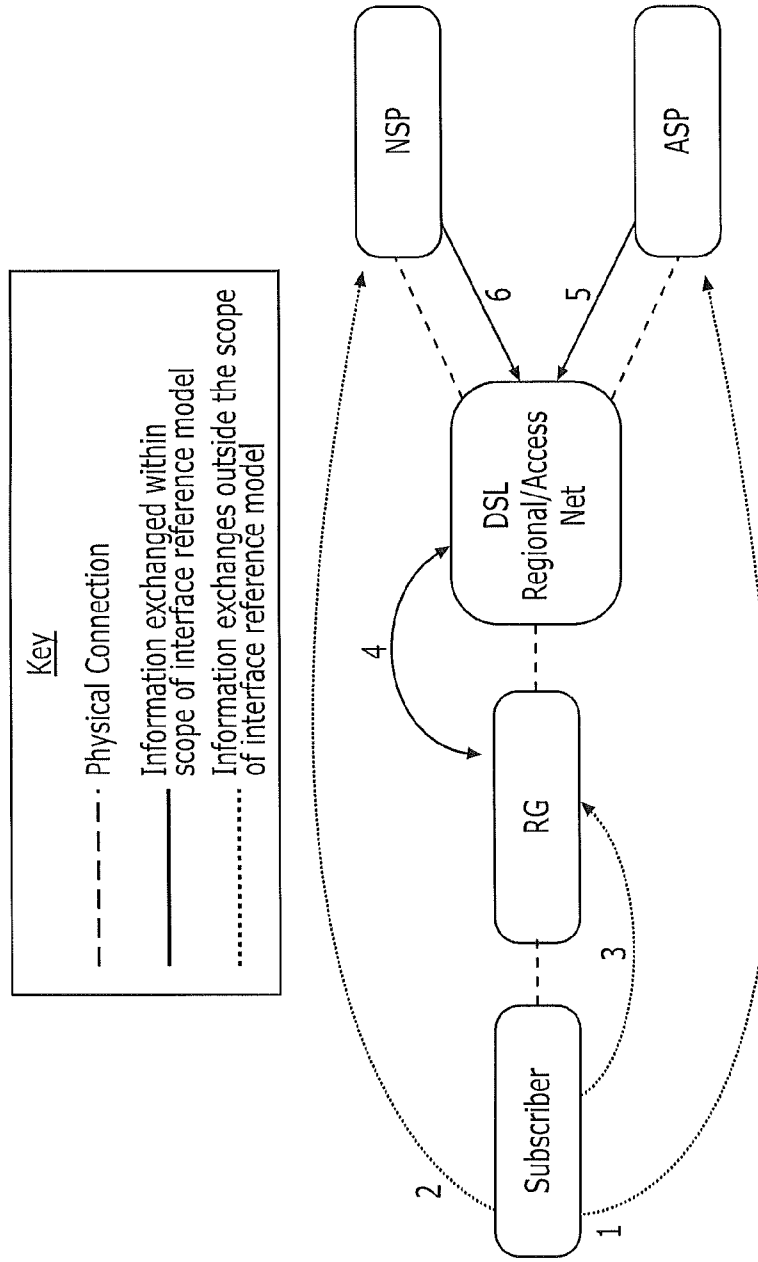 Key
Physical Connection
Information exchanged within
scope of interface reference model
Information exchanges outside the scope
of interface reference model
NSP
ASP
6
5
DSL
Regional/Access
Net
4
RG
3
Subscriber
2
1